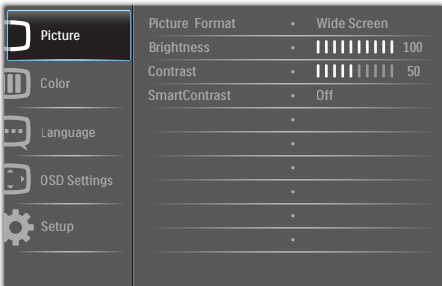 Picture
Color
Language
OSD Settings
Setup
Picture Format • Wide Screen
Brightness • 100
Contrast • 50
SmartContrast • Off
•
•
•
•
•
•